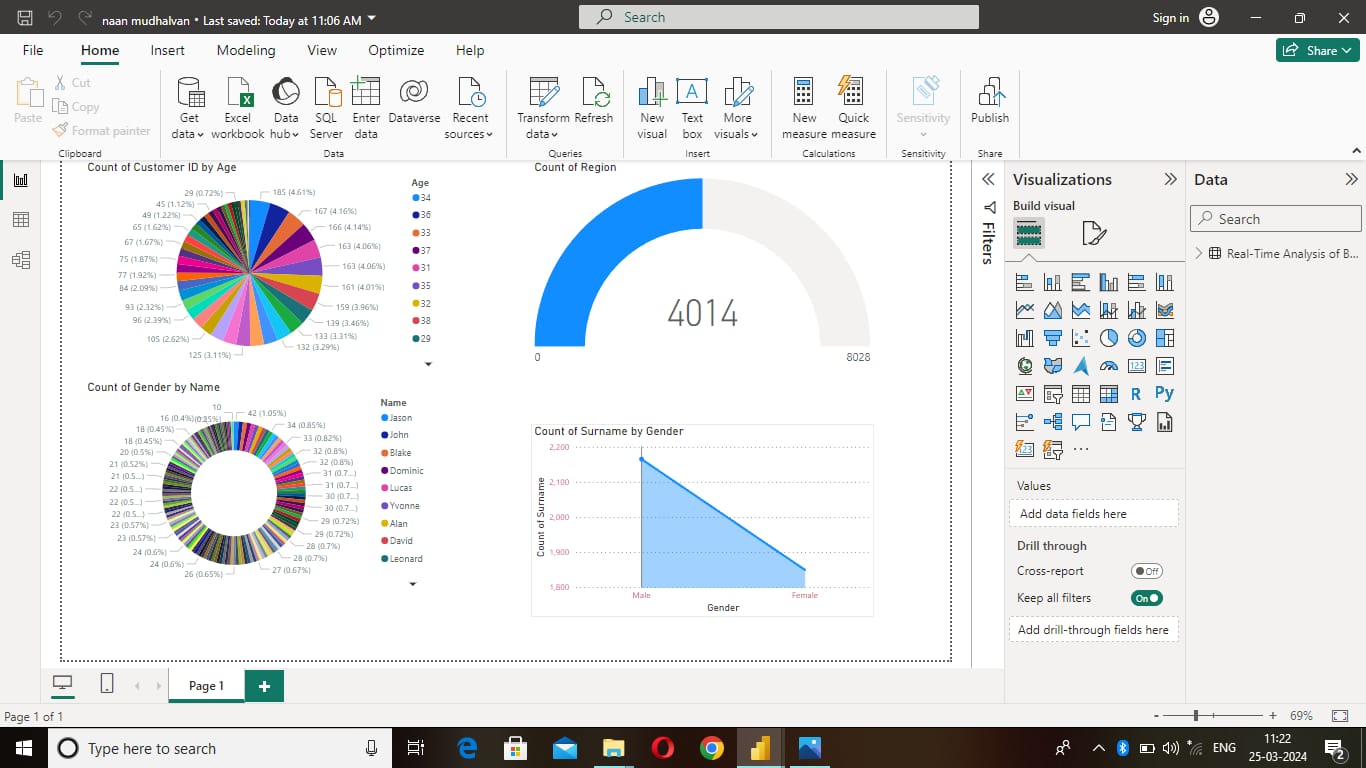 naan mudhalvan • Last saved: Today at 11:06 AM
Search
Sign in
File Home Insert Modeling View Optimize Help
Share
Paste
Cut
Copy
Format painter
Clipboard
Get data
Excel workbook
Data hub
SQL Server
Enter data
Dataverse
Recent sources
Data
Transform data
Refresh
Queries
New visual
Text box
More visuals
Insert
New measure
Quick measure
Calculations
Sensitivity
Sensitivity
Publish
Share
Count of Customer ID by Age
29 (0.72%)
45 (1.12%)
49 (1.22%)
65 (1.62%)
67 (1.67%)
75 (1.87%)
77 (1.92%)
84 (2.09%)
93 (2.32%)
96 (2.39%)
105 (2.62%)
125 (3.11%)
185 (4.61%)
167 (4.16%)
166 (4.14%)
163 (4.06%)
163 (4.06%)
161 (4.01%)
159 (3.96%)
139 (3.46%)
133 (3.31%)
132 (3.29%)
Age
34
36
33
37
31
35
32
38
29
Count of Region
4014
0
8028
Count of Gender by Name
10
16 (0.4%)
18 (0.45%)
18 (0.45%)
20 (0.5%)
21 (0.52%)
21 (0.5...)
22 (0.5...)
22 (0.5...)
22 (0.5...)
23 (0.57%)
23 (0.57%)
24 (0.6%)
24 (0.6%)
26 (0.65%)
42 (1.05%)
34 (0.85%)
33 (0.82%)
32 (0.8%)
32 (0.8%)
31 (0.7...)
31 (0.7...)
30 (0.7...)
30 (0.7...)
29 (0.72%)
29 (0.72%)
28 (0.7%)
28 (0.7%)
27 (0.67%)
Name
Jason
John
Blake
Dominic
Lucas
Yvonne
Alan
David
Leonard
Count of Surname by Gender
Count of Surname
2,200
2,100
2,000
1,900
1,800
Male
Female
Gender
Filters
Visualizations
Build visual
123
R
Py
123
Values
Add data fields here
Drill through
Cross-report
Off
Keep all filters
On
Add drill-through fields here
Data
Search
Real-Time Analysis of B...
Page 1
Page 1 of 1
69%
Type here to search
ENG
11:22
25-03-2024
2